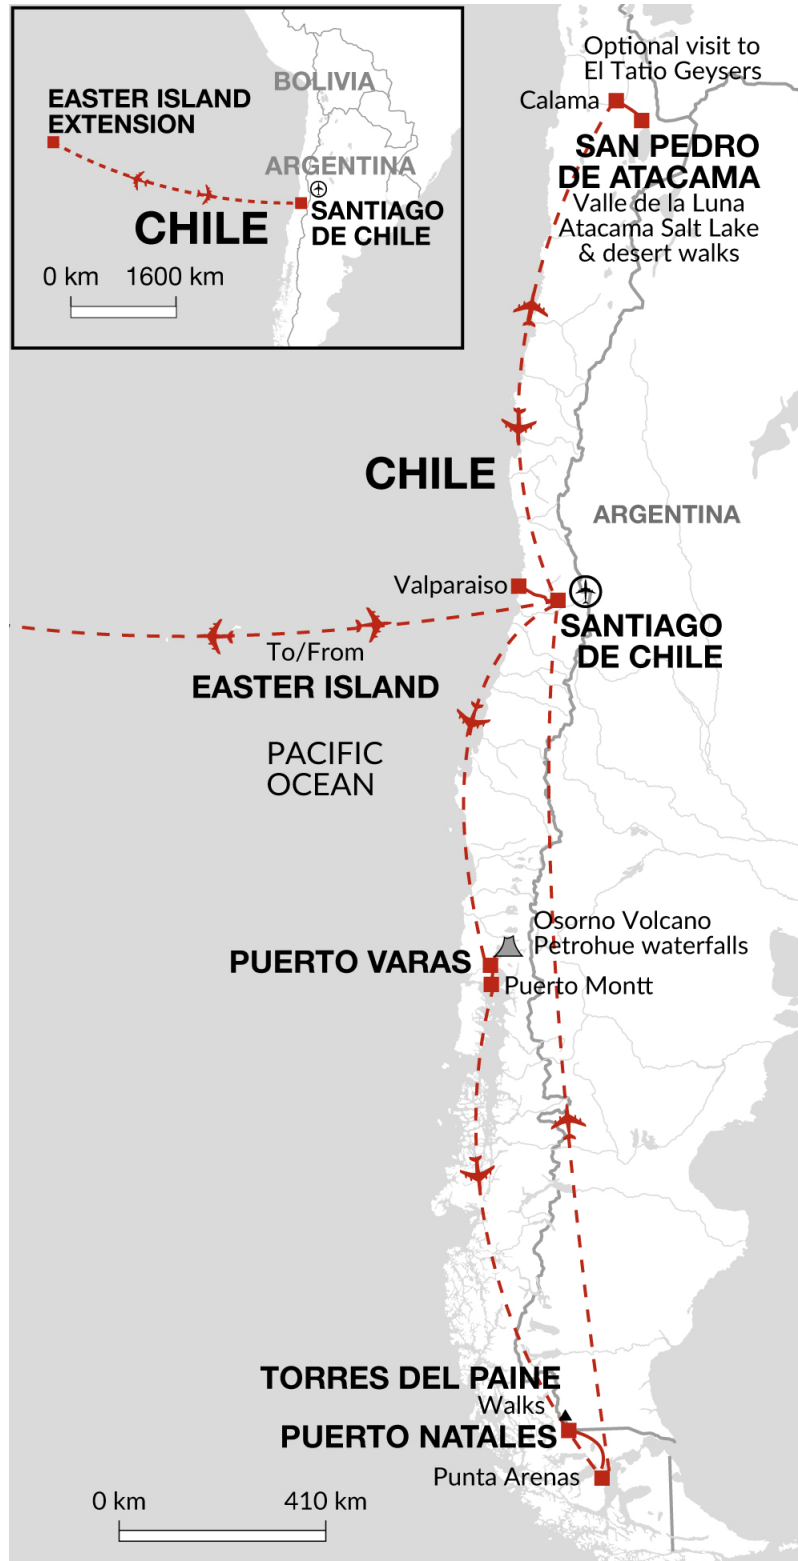 BOLIVIA
EASTER ISLAND
EXTENSION
ARGENTINA
SANTIAGO
DE CHILE
CHILE
0 km 1600 km
Optional visit to
El Tatio Geysers
Calama
SAN PEDRO
DE ATACAMA
Valle de la Luna
Atacama Salt Lake
& desert walks
CHILE
ARGENTINA
Valparaiso
SANTIAGO
DE CHILE
To/From
EASTER ISLAND
PACIFIC
OCEAN
Osorno Volcano
Petrohue waterfalls
PUERTO VARAS
Puerto Montt
TORRES DEL PAINE
Walks
PUERTO NATALES
Punta Arenas
0 km 410 km